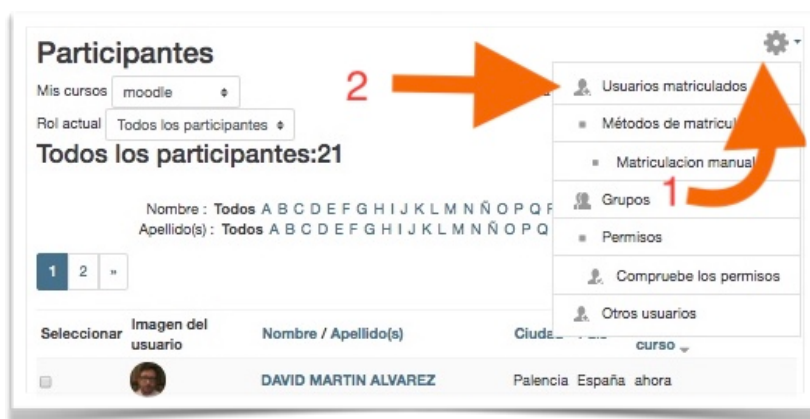 Participantes
Mis cursos moodle
Rol actual Todos los participantes
Todos los participantes:21
Nombre : Todos A B C D E F G H I J K L M N Ñ O P Q
Apellido(s) : Todos A B C D E F G H I J K L M N Ñ O P Q
1 2 »
Seleccionar Imagen del usuario Nombre / Apellido(s) curso
DAVID MARTIN ALVAREZ Palencia España ahora
2
Usuarios matriculados
Métodos de
Matriculacion manual
Grupos
1
Permisos
Compruebe los permisos
Otros usuarios